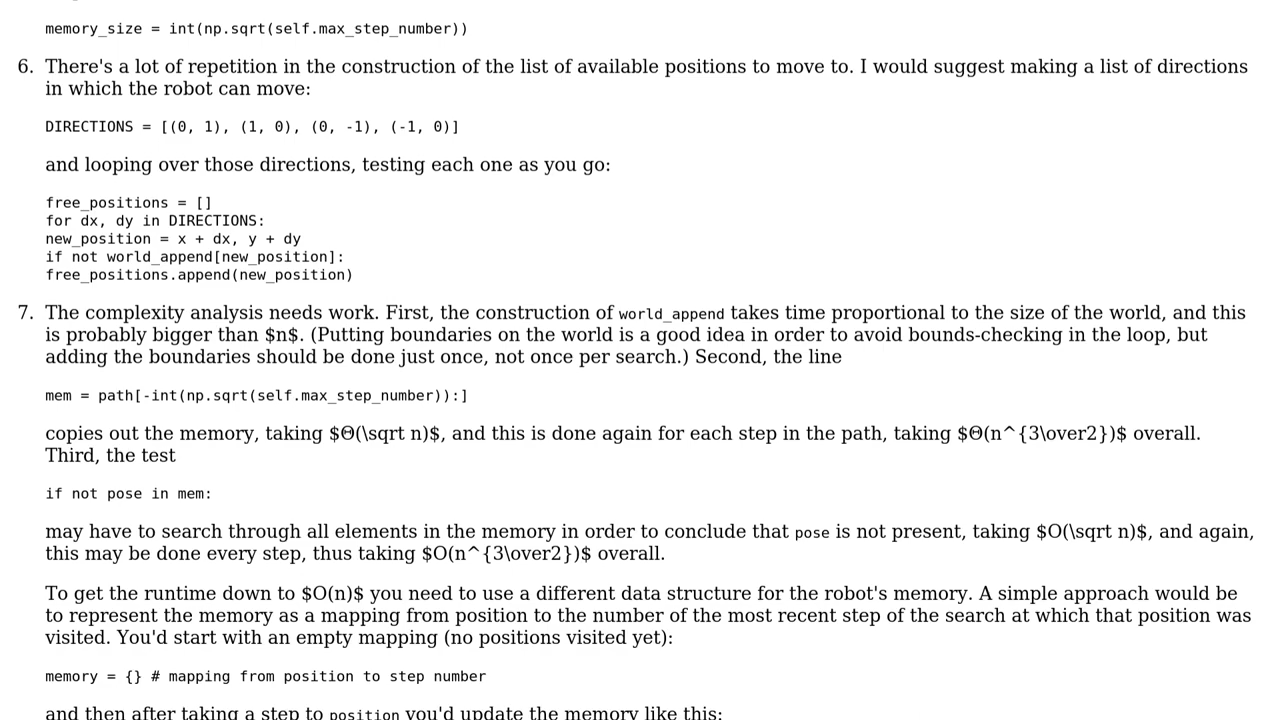 memory_size = int(np.sqrt(self.max_step_number))
6. There's a lot of repetition in the construction of the list of available positions to move to. I would suggest making a list of directions
in which the robot can move:
DIRECTIONS = [(0, 1), (1, 0), (0, -1), (-1, 0)]
and looping over those directions, testing each one as you go:
free_positions = []
for dx, dy in DIRECTIONS:
new_position = x + dx, y + dy
if not world_append[new_position]:
free_positions.append(new_position)
7. The complexity analysis needs work. First, the construction of world_append takes time proportional to the size of the world, and this
is probably bigger than $n$. (Putting boundaries on the world is a good idea in order to avoid bounds-checking in the loop, but
adding the boundaries should be done just once, not once per search.) Second, the line
mem = path[-int(np.sqrt(self.max_step_number)):]
copies out the memory, taking $Θ(\sqrt n)$, and this is done again for each step in the path, taking $Θ(n^{3\over2})$ overall.
Third, the test
if not pose in mem:
may have to search through all elements in the memory in order to conclude that pose is not present, taking $O(\sqrt n)$, and again,
this may be done every step, thus taking $O(n^{3\over2})$ overall.
To get the runtime down to $O(n)$ you need to use a different data structure for the robot's memory. A simple approach would be
to represent the memory as a mapping from position to the number of the most recent step of the search at which that position was
visited. You'd start with an empty mapping (no positions visited yet):
memory = {} # mapping from position to step number
and then after taking a step to position you'd update the memory like this: